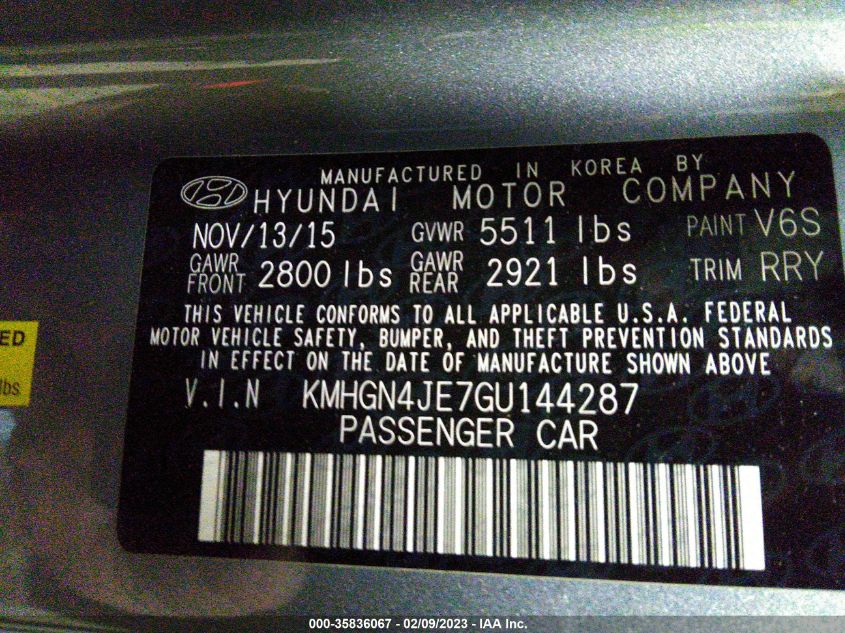 MANUFACTURED IN KOREA BY
HYUNDAI MOTOR COMPANY
NOV/13/15 GVWR 5511 lbs PAINT V6S
GAWR FRONT 2800 lbs GAWR REAR 2921 lbs TRIM RRY
THIS VEHICLE CONFORMS TO ALL APPLICABLE U.S.A. FEDERAL
MOTOR VEHICLE SAFETY, BUMPER, AND THEFT PREVENTION STANDARDS
IN EFFECT ON THE DATE OF MANUFACTURE SHOWN ABOVE
V.I.N KMHGN4JE7GU144287
PASSENGER CAR
ED
lbs
000-35836067 - 02/09/2023 - IAA Inc.